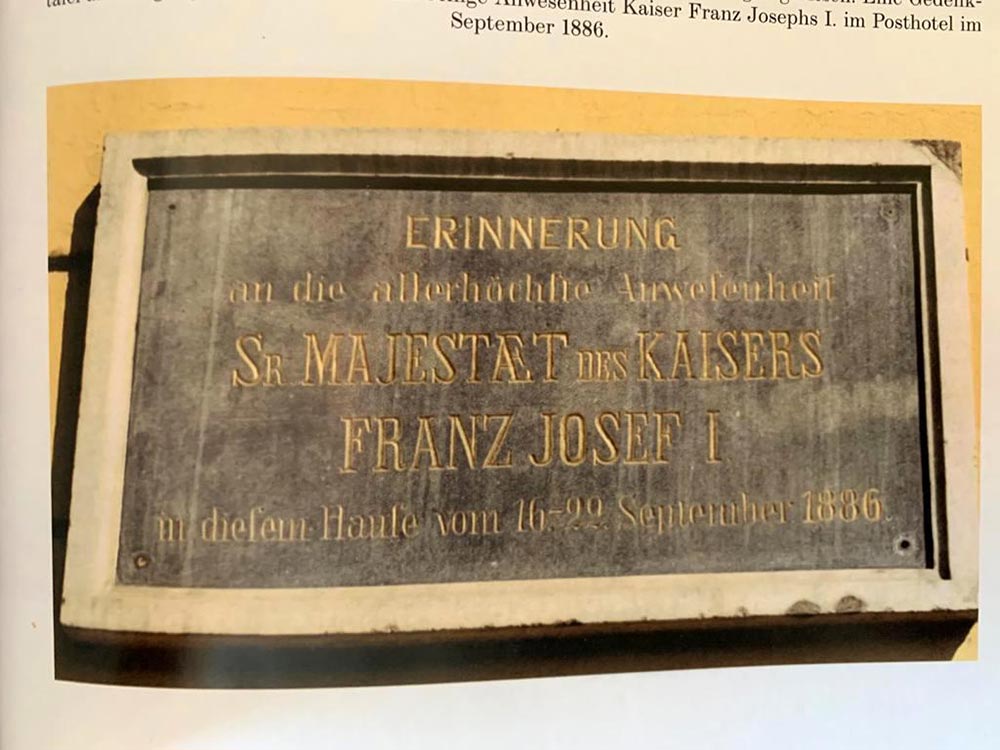 Anwesenheit Kaiser Franz Josephs I. im Posthotel im
September 1886.
ERINNERUNG
an die allerhöchſte Anweſenheit
SR MAJESTÆT DES KAISERS
FRANZ JOSEF I
in dieſem Hauſe vom 16-22. September 1886.